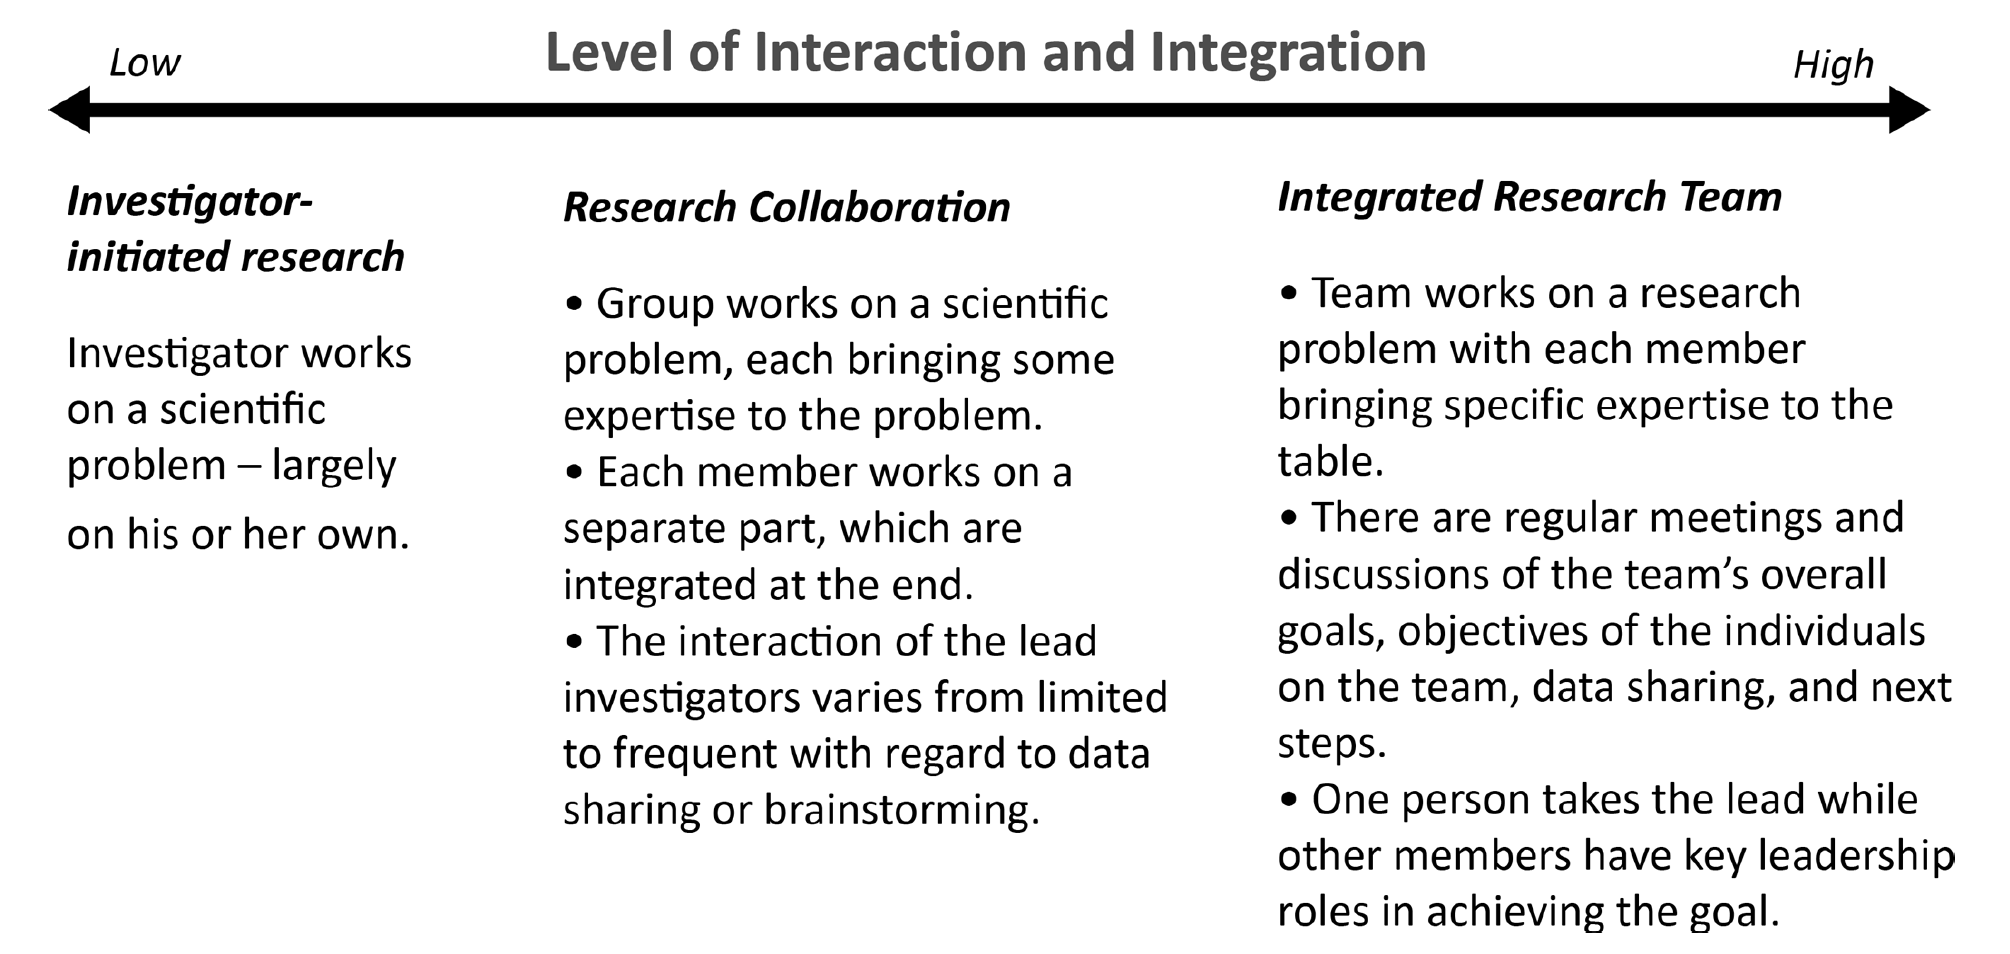 Low
Level of Interaction and Integration
High
Investigator-
initiated research
Investigator works
on a scientific
problem – largely
on his or her own.
Research Collaboration
• Group works on a scientific
problem, each bringing some
expertise to the problem.
• Each member works on a
separate part, which are
integrated at the end.
• The interaction of the lead
investigators varies from limited
to frequent with regard to data
sharing or brainstorming.
Integrated Research Team
• Team works on a research
problem with each member
bringing specific expertise to the
table.
• There are regular meetings and
discussions of the team’s overall
goals, objectives of the individuals
on the team, data sharing, and next
steps.
• One person takes the lead while
other members have key leadership
roles in achieving the goal.